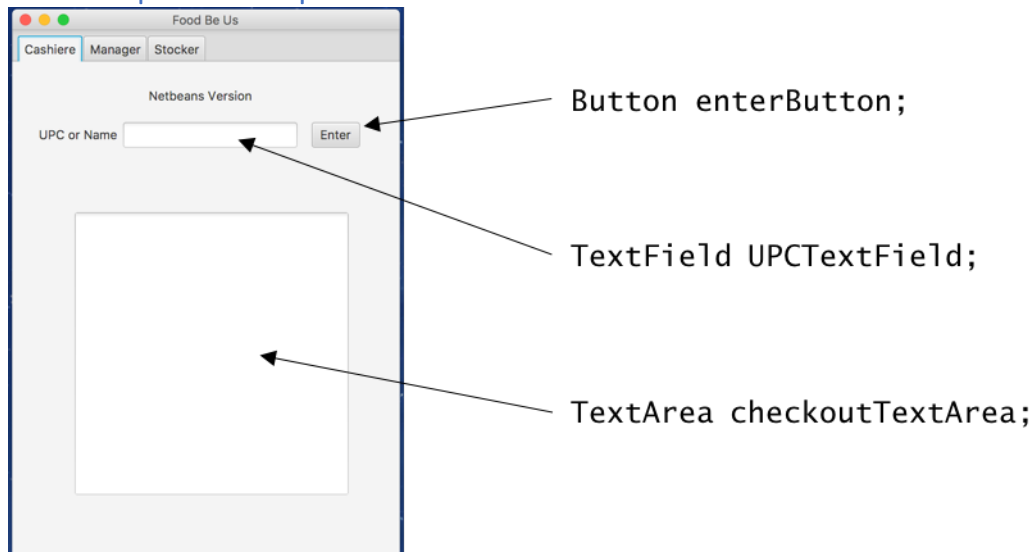 Food Be Us
Cashiere Manager Stocker
Netbeans Version
Button enterButton;
UPC or Name Enter
TextField UPCTextField;
TextArea checkoutTextArea;